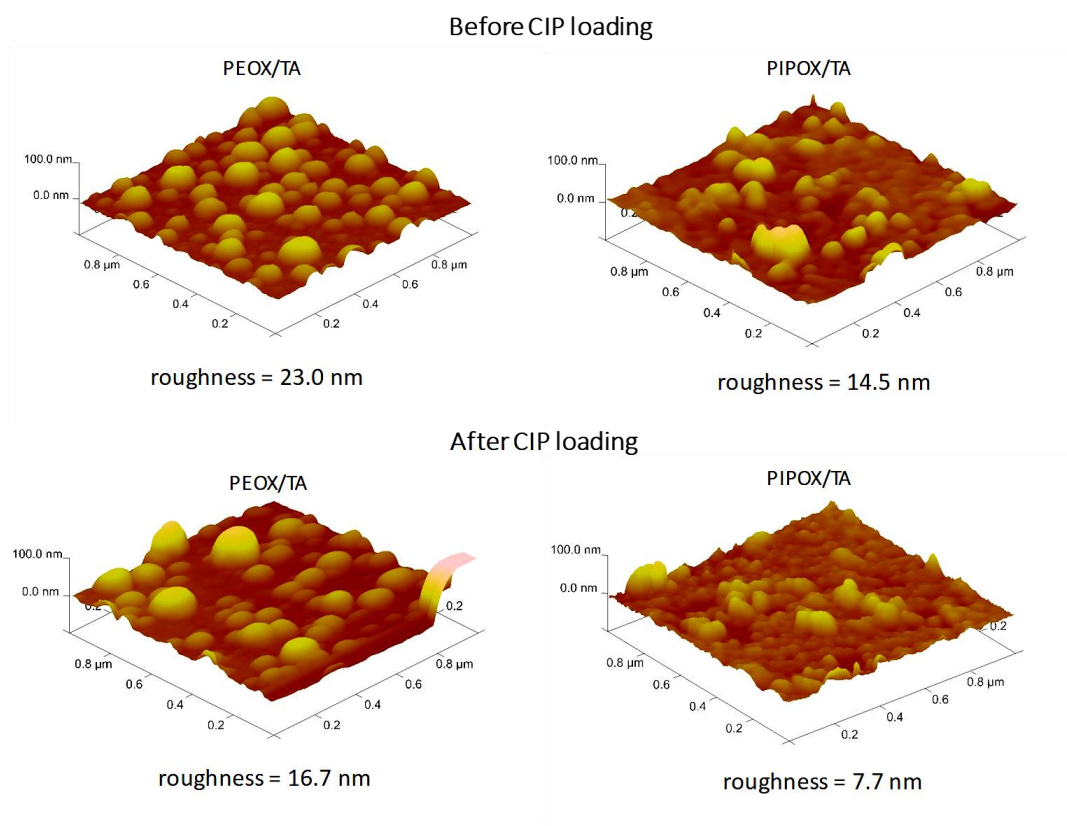 Before CIP loading
PEOX/TA
PIPOX/TA
100.0 nm
0.0 nm
0.8 µm
0.6
0.4
0.2
0.2
0.4
0.6
0.8 µm
100.0 nm
0.0 nm
0.2
0.8 µm
0.6
0.4
0.2
0.2
0.4
0.6
0.8 µm
roughness = 23.0 nm
roughness = 14.5 nm
After CIP loading
PEOX/TA
PIPOX/TA
100.0 nm
0.0 nm
0.2
0.2
0.8 µm
0.6
0.4
0.2
0.2
0.4
0.6
0.8 µm
100.0 nm
0.0 nm
0.2
0.8 µm
0.6
0.4
0.2
0.2
0.4
0.6
0.8 µm
roughness = 16.7 nm
roughness = 7.7 nm